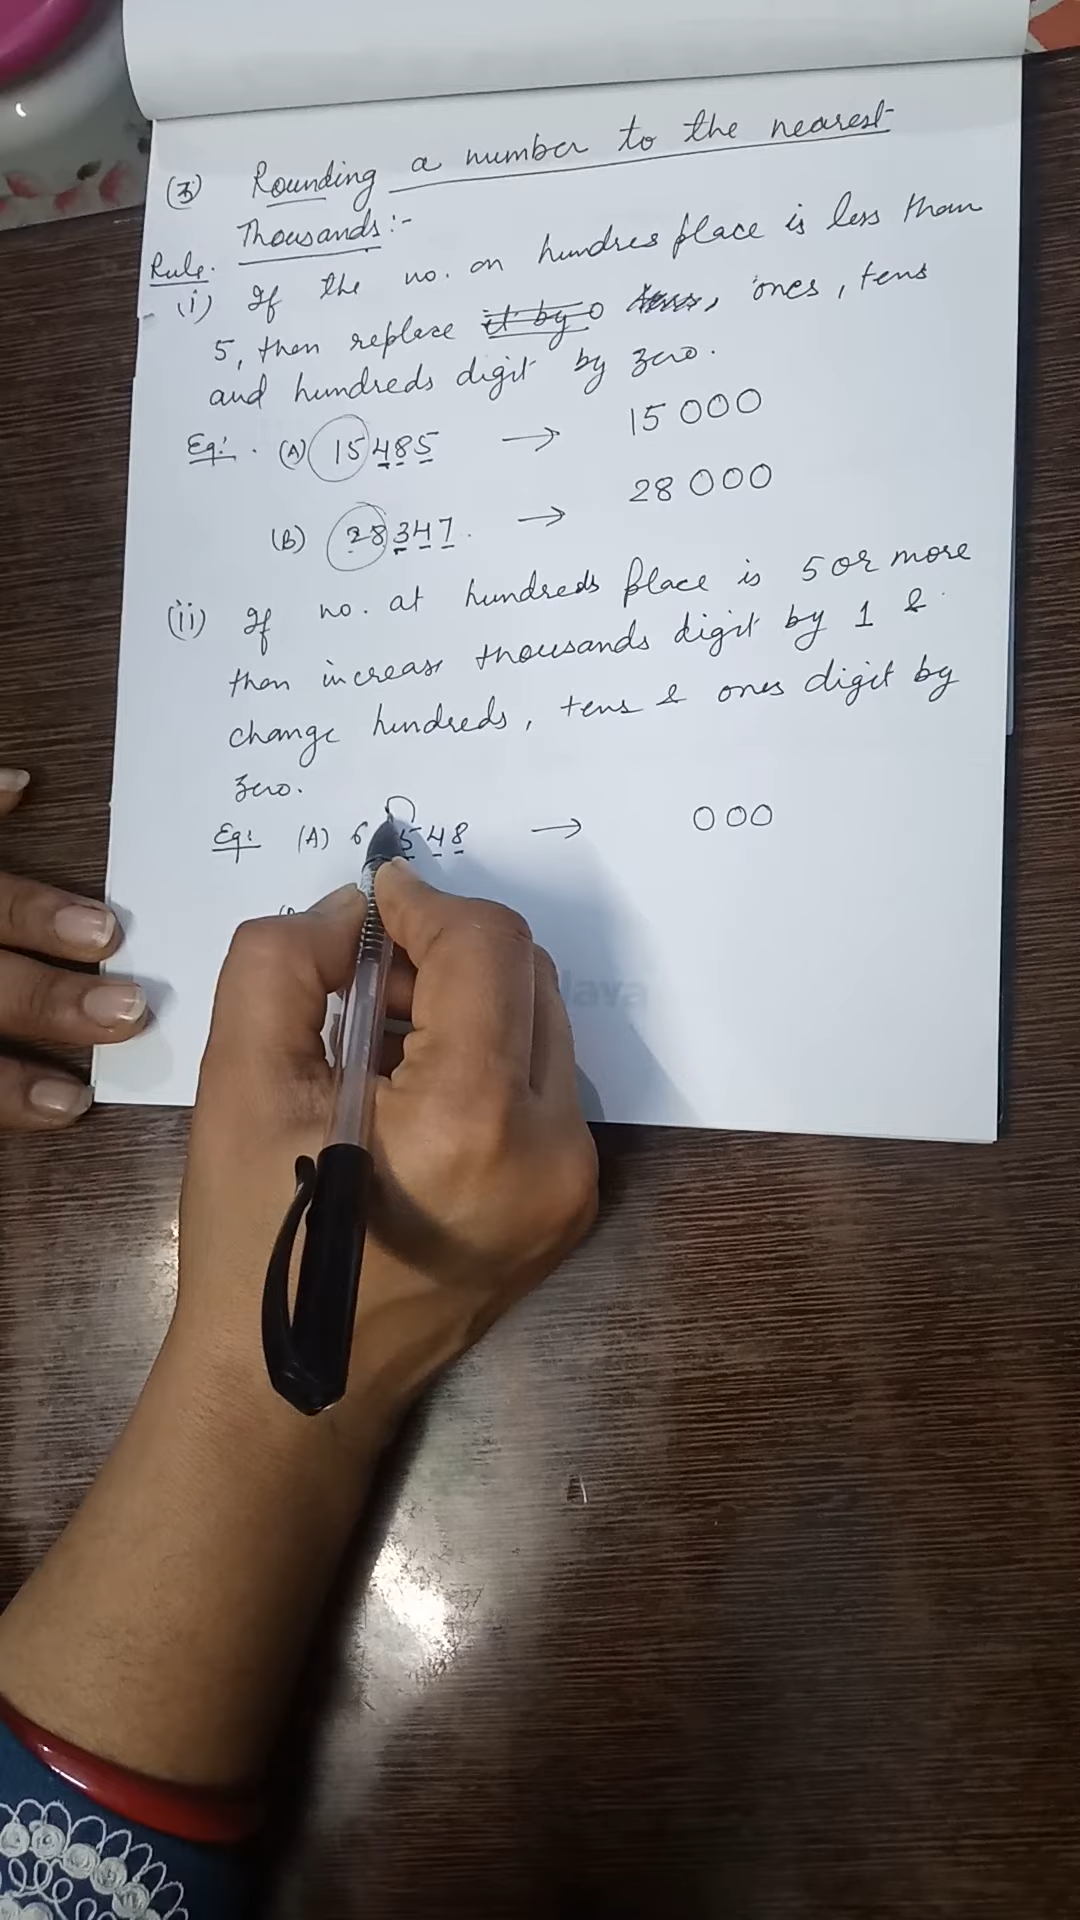 (3) Rounding a number to the nearest
Thousands:-
Rule.
(i) If the no. on hundres place is less than
5, then replace it by 0 tens, ones, tens
and hundreds digit by zero.
Eg:. (A) 15485 → 15000
(B) 28347. → 28000
(ii) If no. at hundreds place is 5 or more
then increase thousands digit by 1 &
change hundreds, tens & ones digit by
zero.
Eg: (A) 6 548 → 000